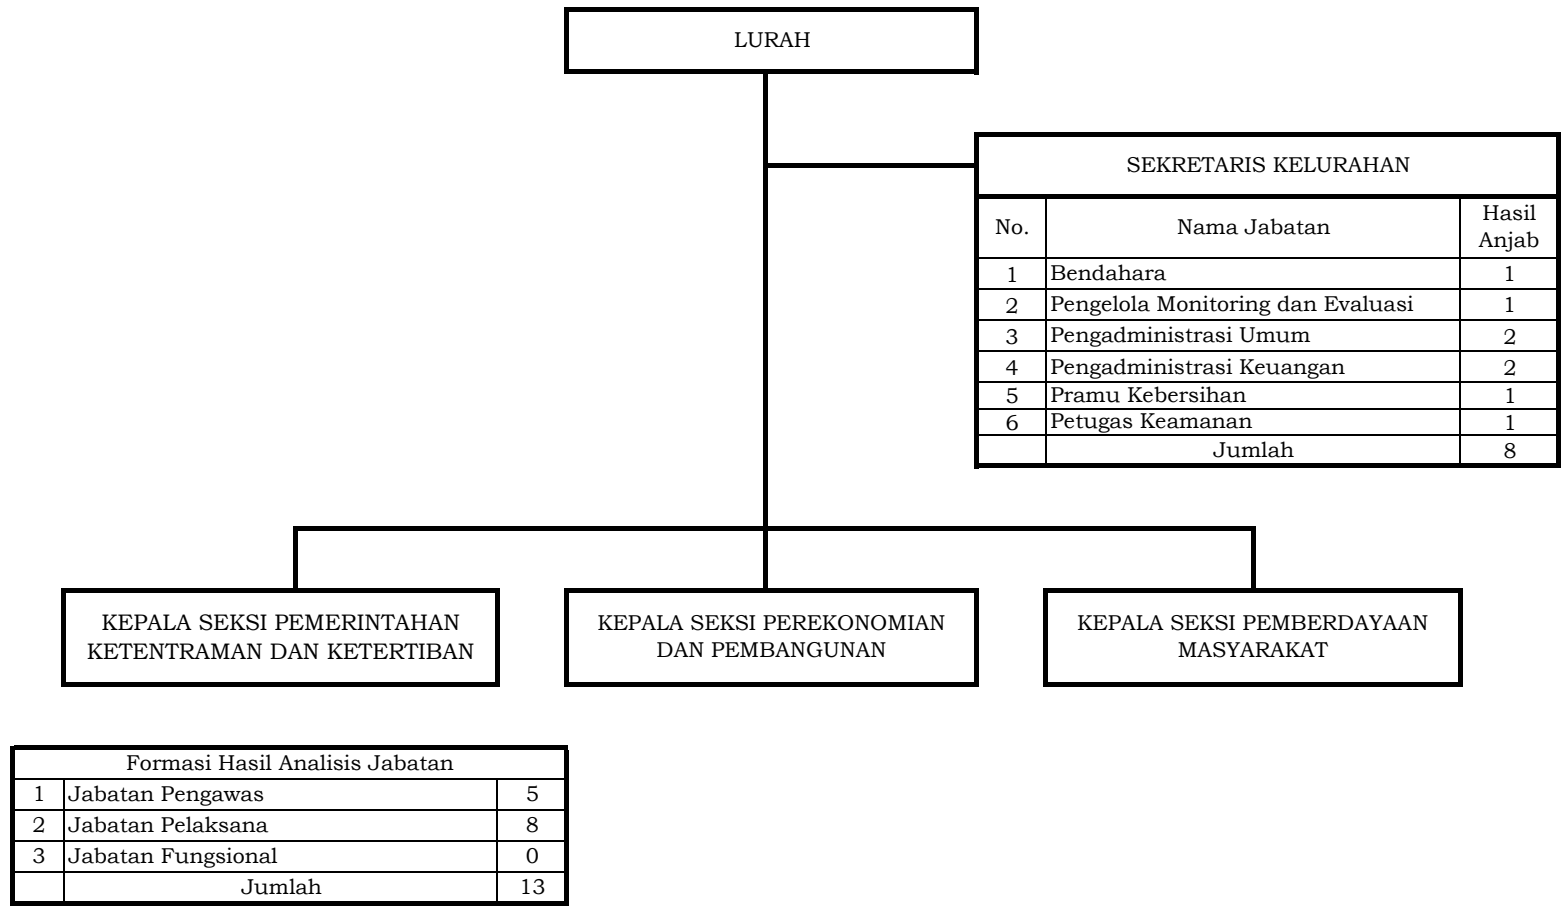 LURAH
SEKRETARIS KELURAHAN
No. Nama Jabatan Hasil Anjab
1 Bendahara 1
2 Pengelola Monitoring dan Evaluasi 1
3 Pengadministrasi Umum 2
4 Pengadministrasi Keuangan 2
5 Pramu Kebersihan 1
6 Petugas Keamanan 1
Jumlah 8
KEPALA SEKSI PEMERINTAHAN
KETENTRAMAN DAN KETERTIBAN
KEPALA SEKSI PEREKONOMIAN
DAN PEMBANGUNAN
KEPALA SEKSI PEMBERDAYAAN
MASYARAKAT
Formasi Hasil Analisis Jabatan
1 Jabatan Pengawas 5
2 Jabatan Pelaksana 8
3 Jabatan Fungsional 0
Jumlah 13